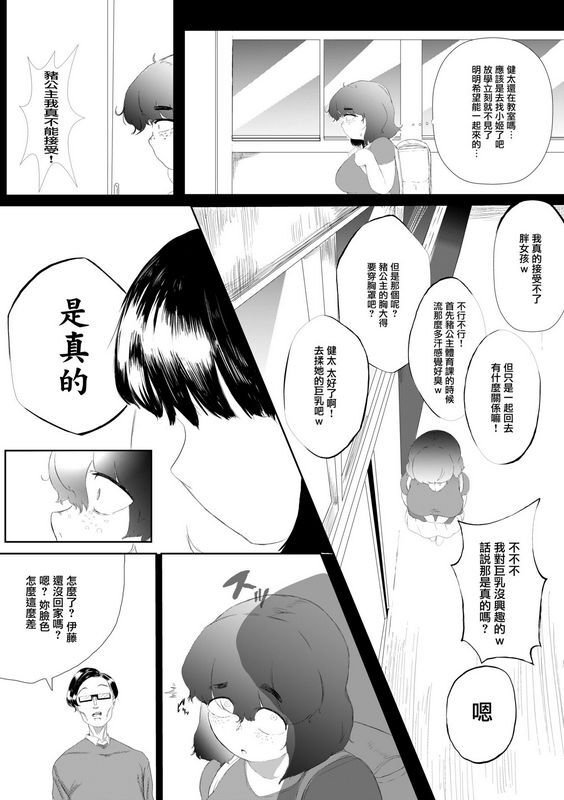 健太還在教室嗎…
應該是去找小姬了吧
放學立刻就不見了
明明希望能一起來的…
豬公主我真不能接受！
我真的接受不了
胖女孩w
但只是一起回去
有什麼關係嘛！
不行不行！
首先豬公主體育課的時候
流那麼多汗感覺好臭w
但是那個呢？
豬公主的胸大得
要穿胸罩吧？
健太 太好了啊！
去揉她的巨乳吧w
不不不
我對巨乳沒興趣的w
話說那是真的嗎？
嗯
是真的
ス
怎麼了？伊藤
還沒回家嗎？
嗯？妳臉色
怎麼這麼差